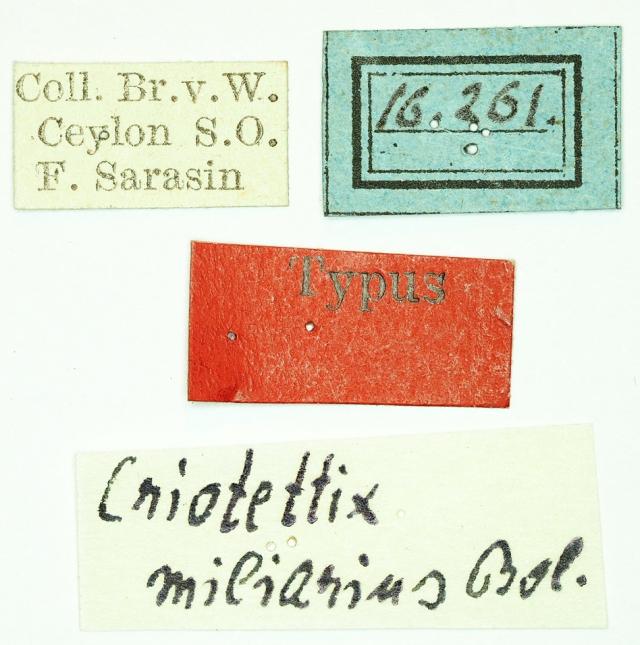 Coll. Br. v. W.
Ceylon S.O.
F. Sarasin
16.261.
Typus
Criotettix
miliarius Bol.